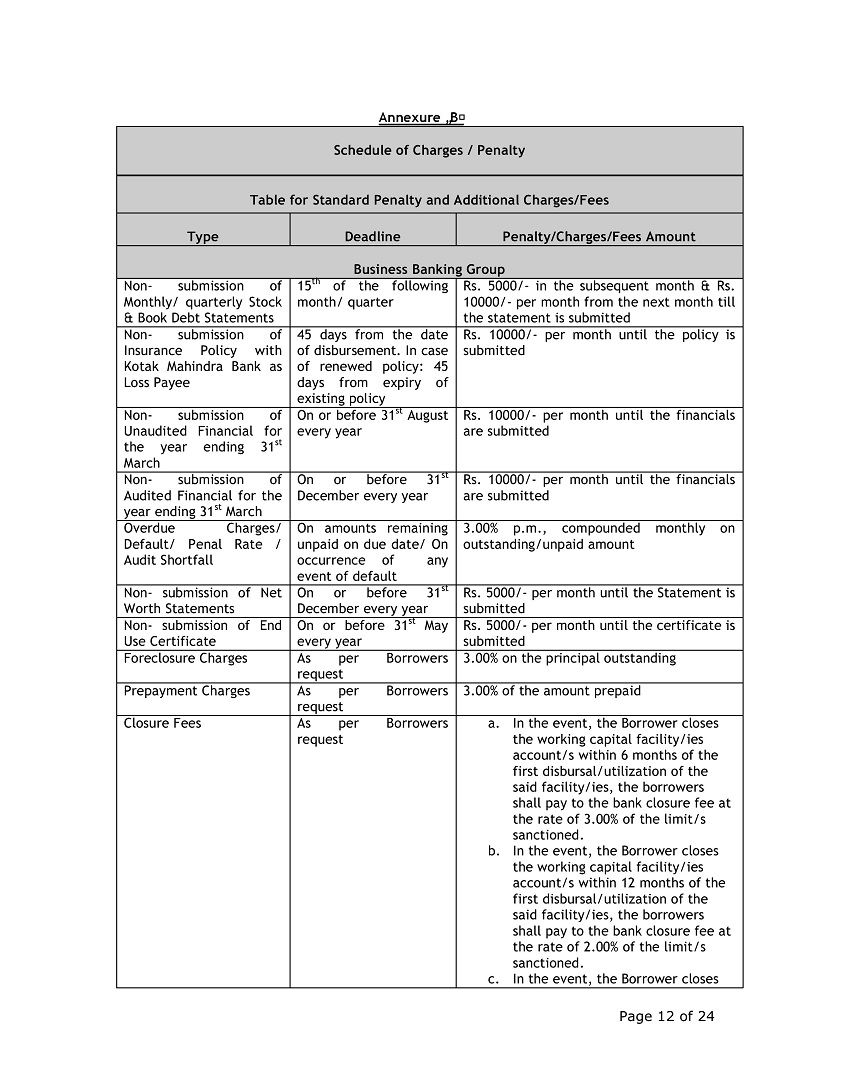 Annexure „B¤
Schedule of Charges / Penalty
Table for Standard Penalty and Additional Charges/Fees
Type Deadline Penalty/Charges/Fees Amount
Business Banking Group
Non- submission of
Monthly/ quarterly Stock
& Book Debt Statements
15th of the following
month/ quarter
Rs. 5000/- in the subsequent month & Rs.
10000/- per month from the next month till
the statement is submitted
Non- submission of
Insurance Policy with
Kotak Mahindra Bank as
Loss Payee
45 days from the date
of disbursement. In case
of renewed policy: 45
days from expiry of
existing policy
Rs. 10000/- per month until the policy is
submitted
Non- submission of
Unaudited Financial for
the year ending 31st
March
On or before 31st August
every year
Rs. 10000/- per month until the financials
are submitted
Non- submission of
Audited Financial for the
year ending 31st March
On or before 31st
December every year
Rs. 10000/- per month until the financials
are submitted
Overdue Charges/
Default/ Penal Rate /
Audit Shortfall
On amounts remaining
unpaid on due date/ On
occurrence of any
event of default
3.00% p.m., compounded monthly on
outstanding/unpaid amount
Non- submission of Net
Worth Statements
On or before 31st
December every year
Rs. 5000/- per month until the Statement is
submitted
Non- submission of End
Use Certificate
On or before 31st May
every year
Rs. 5000/- per month until the certificate is
submitted
Foreclosure Charges
As per Borrowers
request
3.00% on the principal outstanding
Prepayment Charges
As per Borrowers
request
3.00% of the amount prepaid
Closure Fees
As per Borrowers
request
a. In the event, the Borrower closes
the working capital facility/ies
account/s within 6 months of the
first disbursal/utilization of the
said facility/ies, the borrowers
shall pay to the bank closure fee at
the rate of 3.00% of the limit/s
sanctioned.
b. In the event, the Borrower closes
the working capital facility/ies
account/s within 12 months of the
first disbursal/utilization of the
said facility/ies, the borrowers
shall pay to the bank closure fee at
the rate of 2.00% of the limit/s
sanctioned.
c. In the event, the Borrower closes
Page 12 of 24